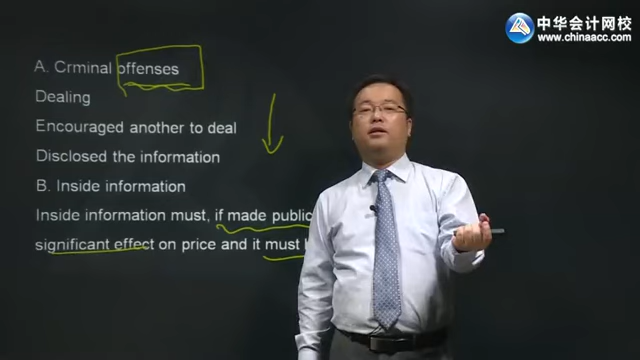 中华会计网校
www.chinaacc.com
A. Crminal offenses
Dealing
Encouraged another to deal
Disclosed the information
B. Inside information
Inside information must, if made public
significant effect on price and it must